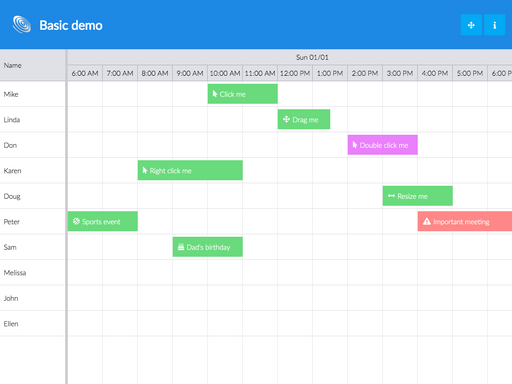 Basic demo
Name
Sun 01/01
6:00 AM 7:00 AM 8:00 AM 9:00 AM 10:00 AM 11:00 AM 12:00 PM 1:00 PM 2:00 PM 3:00 PM 4:00 PM 5:00 PM 6:00 P
Mike Click me
Linda Drag me
Don Double click me
Karen Right click me
Doug Resize me
Peter Sports event Important meeting
Sam Dad's birthday
Melissa
John
Ellen